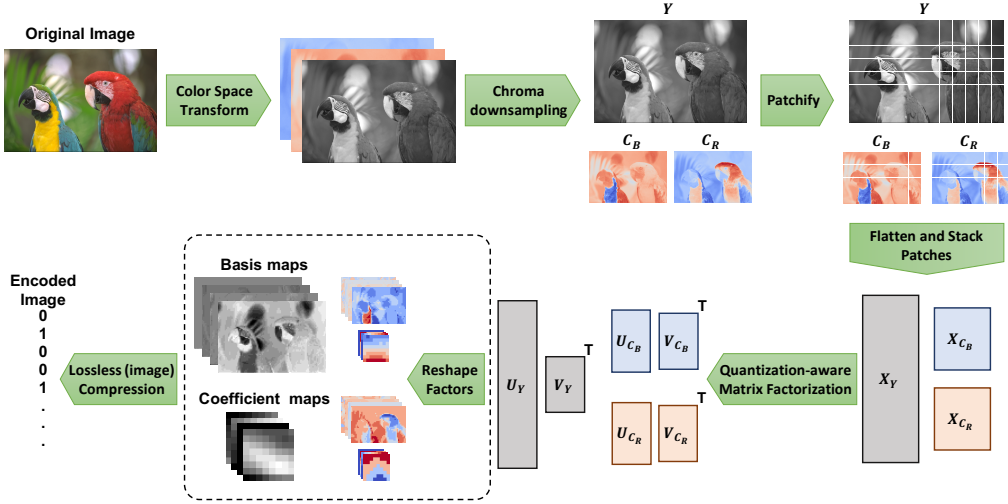 Original Image
Color Space
Transform
Chroma
downsampling
Y
C_B
C_R
Patchify
Y
C_B
C_R
Flatten and Stack
Patches
X_Y
X_{C_B}
X_{C_R}
Quantization-aware
Matrix Factorization
U_{C_B}
V_{C_B}
T
U_{C_R}
V_{C_R}
T
U_Y
V_Y
T
Reshape
Factors
Basis maps
Coefficient maps
Lossless (image)
Compression
Encoded
Image
0
1
0
0
1
.
.
.